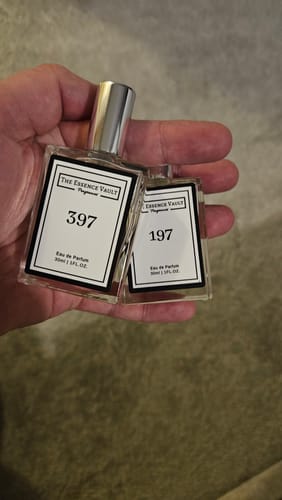 THE ESSENCE VAULT
Fragrances
397
Eau de Parfum
30ml | 1FL.OZ.
THE ESSENCE VAULT
Fragrances
197
Eau de Parfum
30ml | 1FL.OZ.